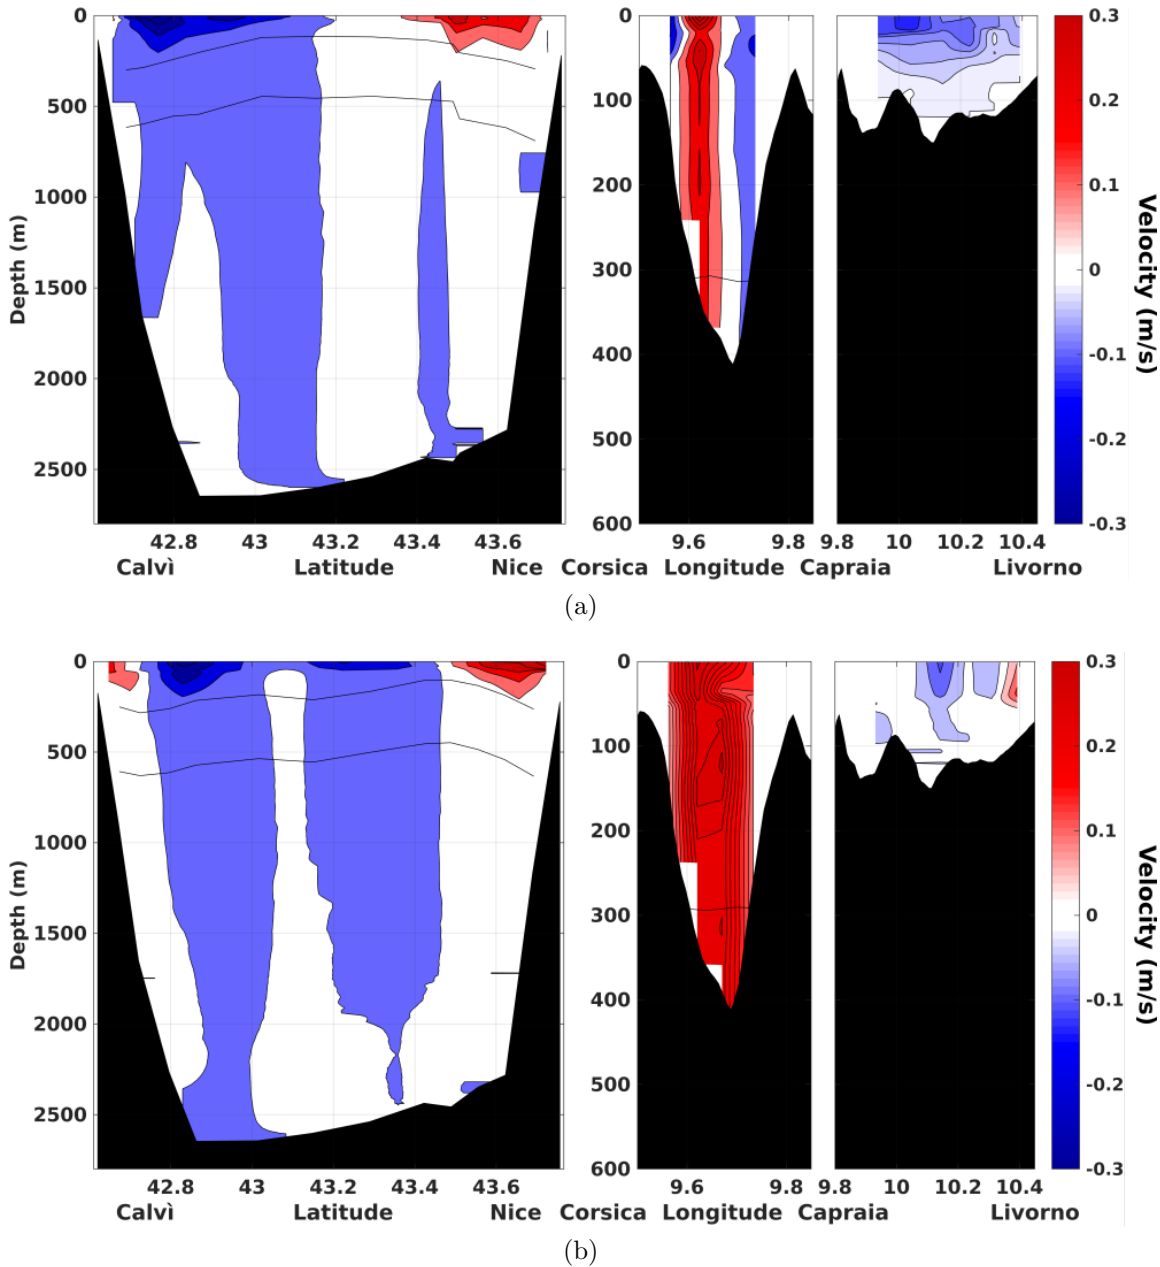 0
500
1000
1500
2000
2500
Depth (m)
42.8 43 43.2 43.4 43.6
Calvì Latitude Nice
0
100
200
300
400
500
600
9.6 9.8
Corsica Longitude Capraia
9.8 10 10.2 10.4
Livorno
0.3
0.2
0.1
0
-0.1
-0.2
-0.3
Velocity (m/s)
(a)
0
500
1000
1500
2000
2500
Depth (m)
42.8 43 43.2 43.4 43.6
Calvì Latitude Nice
0
100
200
300
400
500
600
9.6 9.8
Corsica Longitude Capraia
9.8 10 10.2 10.4
Livorno
0.3
0.2
0.1
0
-0.1
-0.2
-0.3
Velocity (m/s)
(b)